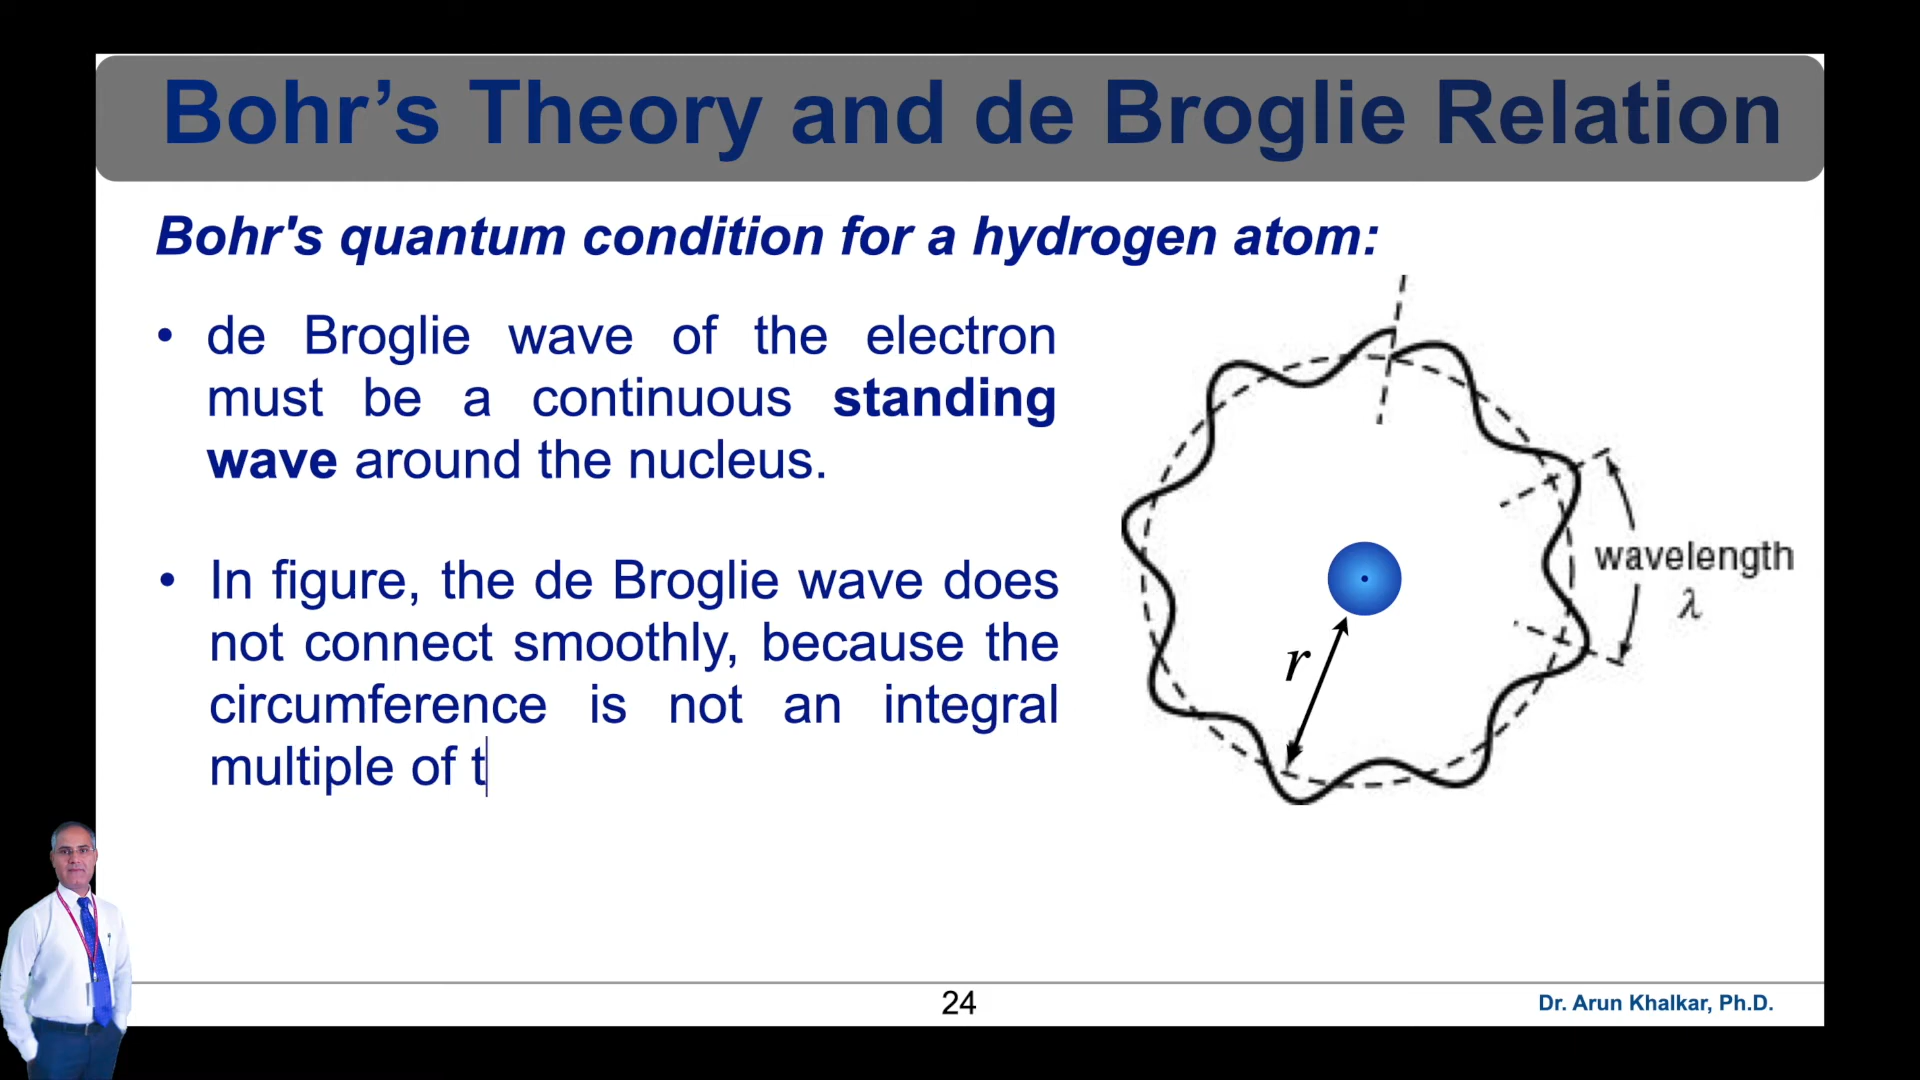 Bohr’s Theory and de Broglie Relation
Bohr's quantum condition for a hydrogen atom:
• de Broglie wave of the electron
must be a continuous standing
wave around the nucleus.
• In figure, the de Broglie wave does
not connect smoothly, because the
circumference is not an integral
multiple of t
wavelength
λ
r
24
Dr. Arun Khalkar, Ph.D.